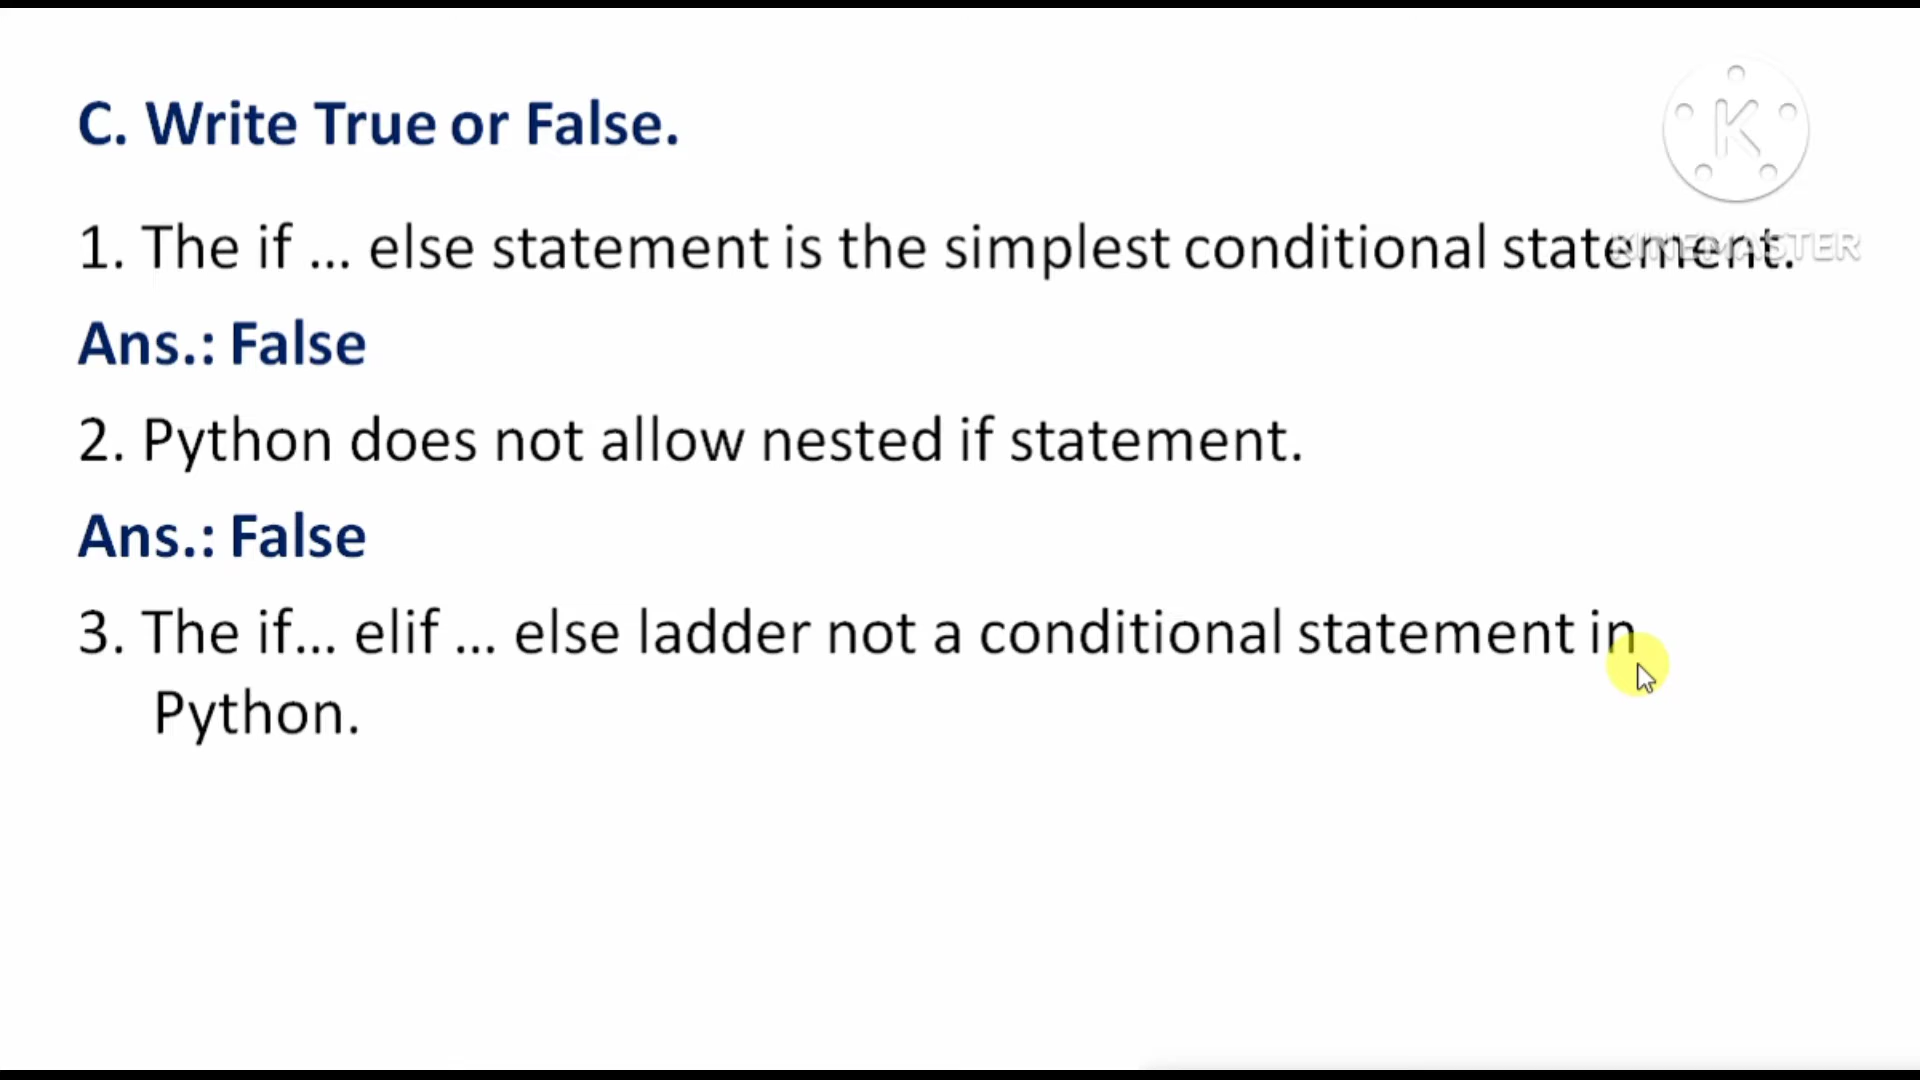 C. Write True or False.
1. The if ... else statement is the simplest conditional statement.
KINEMASTER
Ans.: False
2. Python does not allow nested if statement.
Ans.: False
3. The if... elif ... else ladder not a conditional statement in
Python.